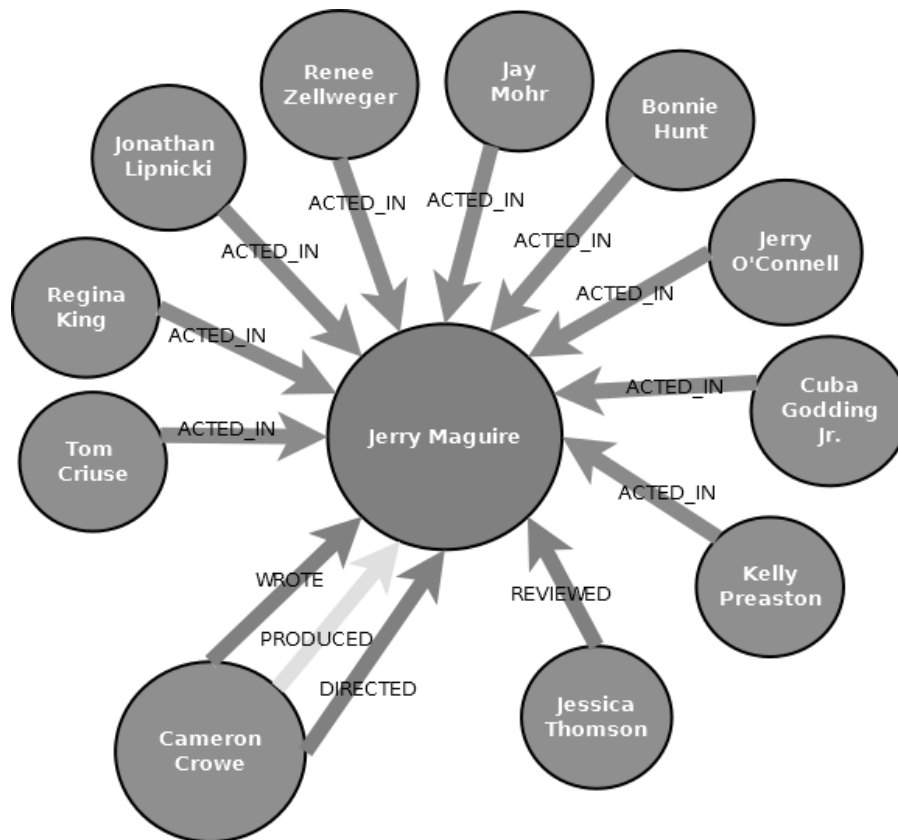 Renee
Zellweger
Jay
Mohr
Bonnie
Hunt
Jonathan
Lipnicki
ACTED_IN
ACTED_IN
ACTED_IN
ACTED_IN
Jerry
O'Connell
Regina
King
ACTED_IN
ACTED_IN
Cuba
Godding
Jr.
ACTED_IN
Tom
Criuse
ACTED_IN
Jerry Maguire
ACTED_IN
Kelly
Preaston
WROTE
REVIEWED
PRODUCED
DIRECTED
Jessica
Thomson
Cameron
Crowe